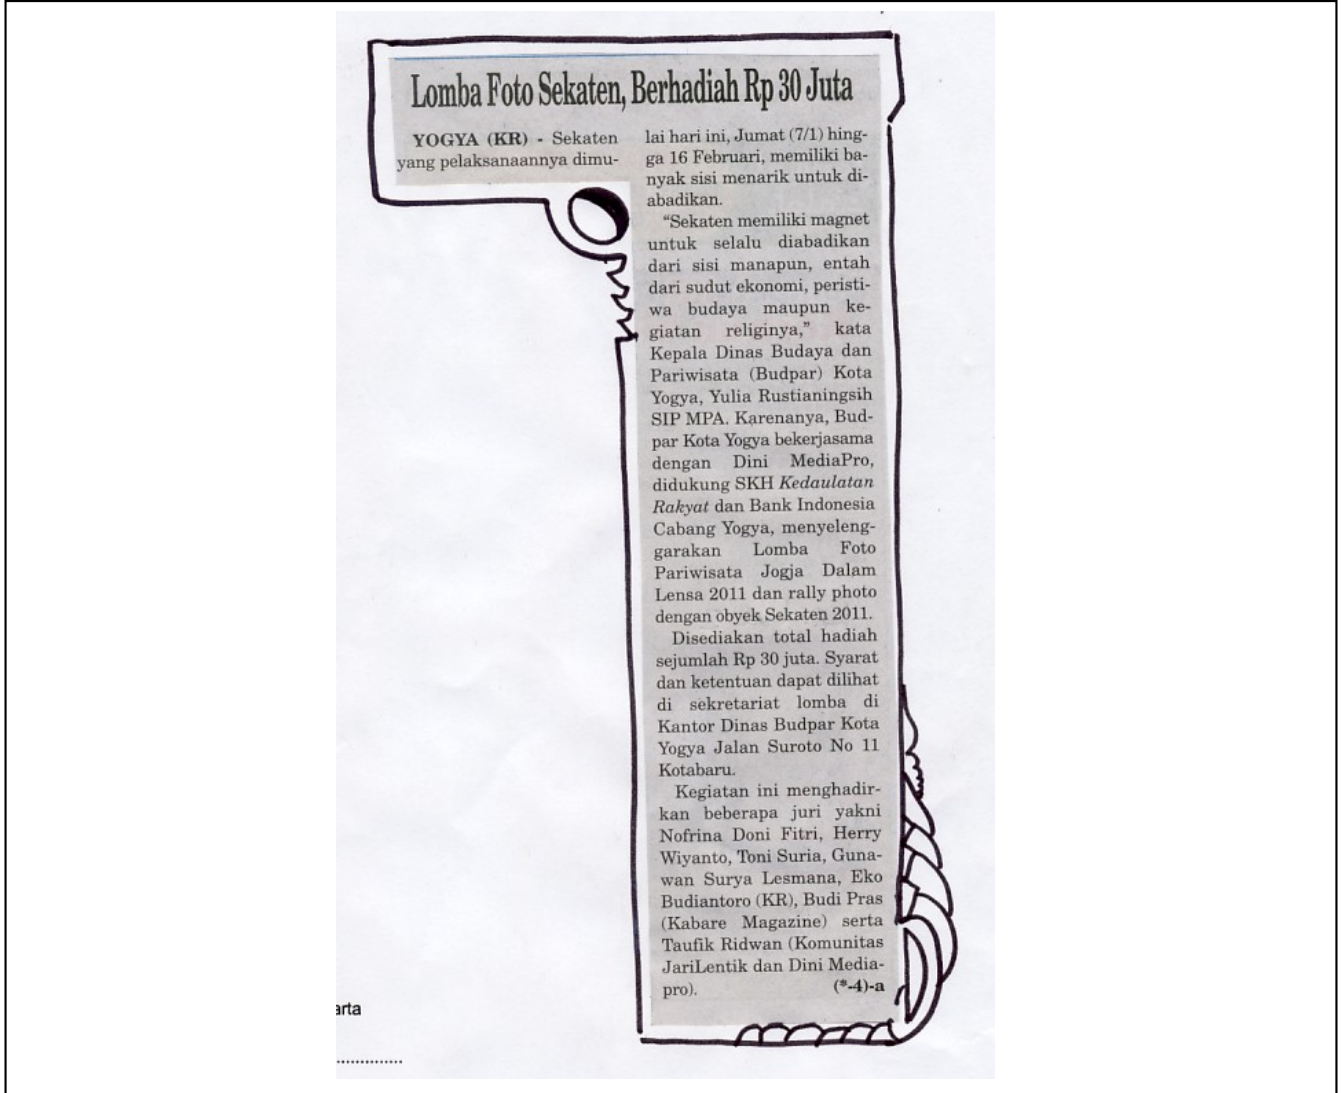 Lomba Foto Sekaten, Berhadiah Rp 30 Juta
YOGYA (KR) - Sekaten
yang pelaksanaannya dimu-
lai hari ini, Jumat (7/1) hing-
ga 16 Februari, memiliki ba-
nyak sisi menarik untuk di-
abadikan.
“Sekaten memiliki magnet
untuk selalu diabadikan
dari sisi manapun, entah
dari sudut ekonomi, peristi-
wa budaya maupun ke-
giatan religinya,” kata
Kepala Dinas Budaya dan
Pariwisata (Budpar) Kota
Yogya, Yulia Rustianingsih
SIP MPA. Karenanya, Bud-
par Kota Yogya bekerjasama
dengan Dini MediaPro,
didukung SKH Kedaulatan
Rakyat dan Bank Indonesia
Cabang Yogya, menyeleng-
garakan Lomba Foto
Pariwisata Jogja Dalam
Lensa 2011 dan rally photo
dengan obyek Sekaten 2011.
Disediakan total hadiah
sejumlah Rp 30 juta. Syarat
dan ketentuan dapat dilihat
di sekretariat lomba di
Kantor Dinas Budpar Kota
Yogya Jalan Suroto No 11
Kotabaru.
Kegiatan ini menghadir-
kan beberapa juri yakni
Nofrina Doni Fitri, Herry
Wiyanto, Toni Suria, Guna-
wan Surya Lesmana, Eko
Budiantoro (KR), Budi Pras
(Kabare Magazine) serta
Taufik Ridwan (Komunitas
JariLentik dan Dini Media-
pro). (*-4)-a
arta
..............